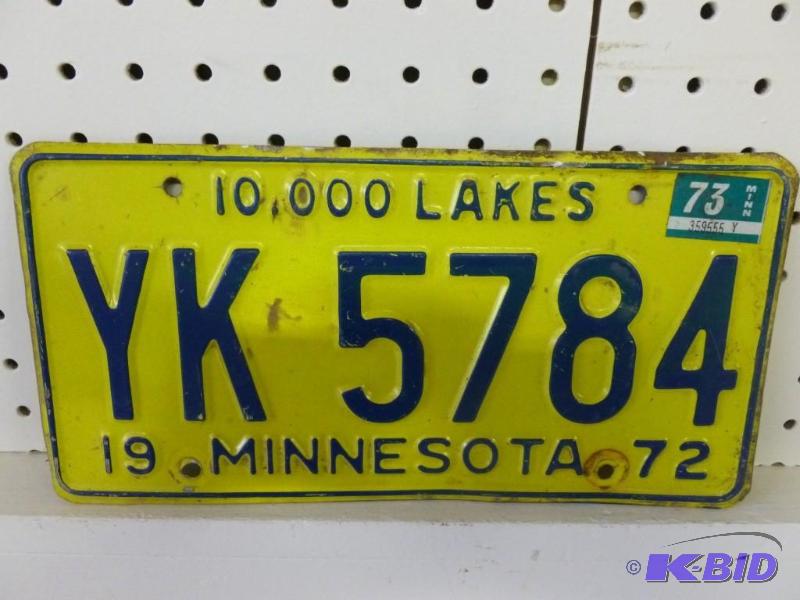 10,000 LAKES
73 MINN
359555 Y
YK 5784
19 MINNESOTA 72
© K-BID